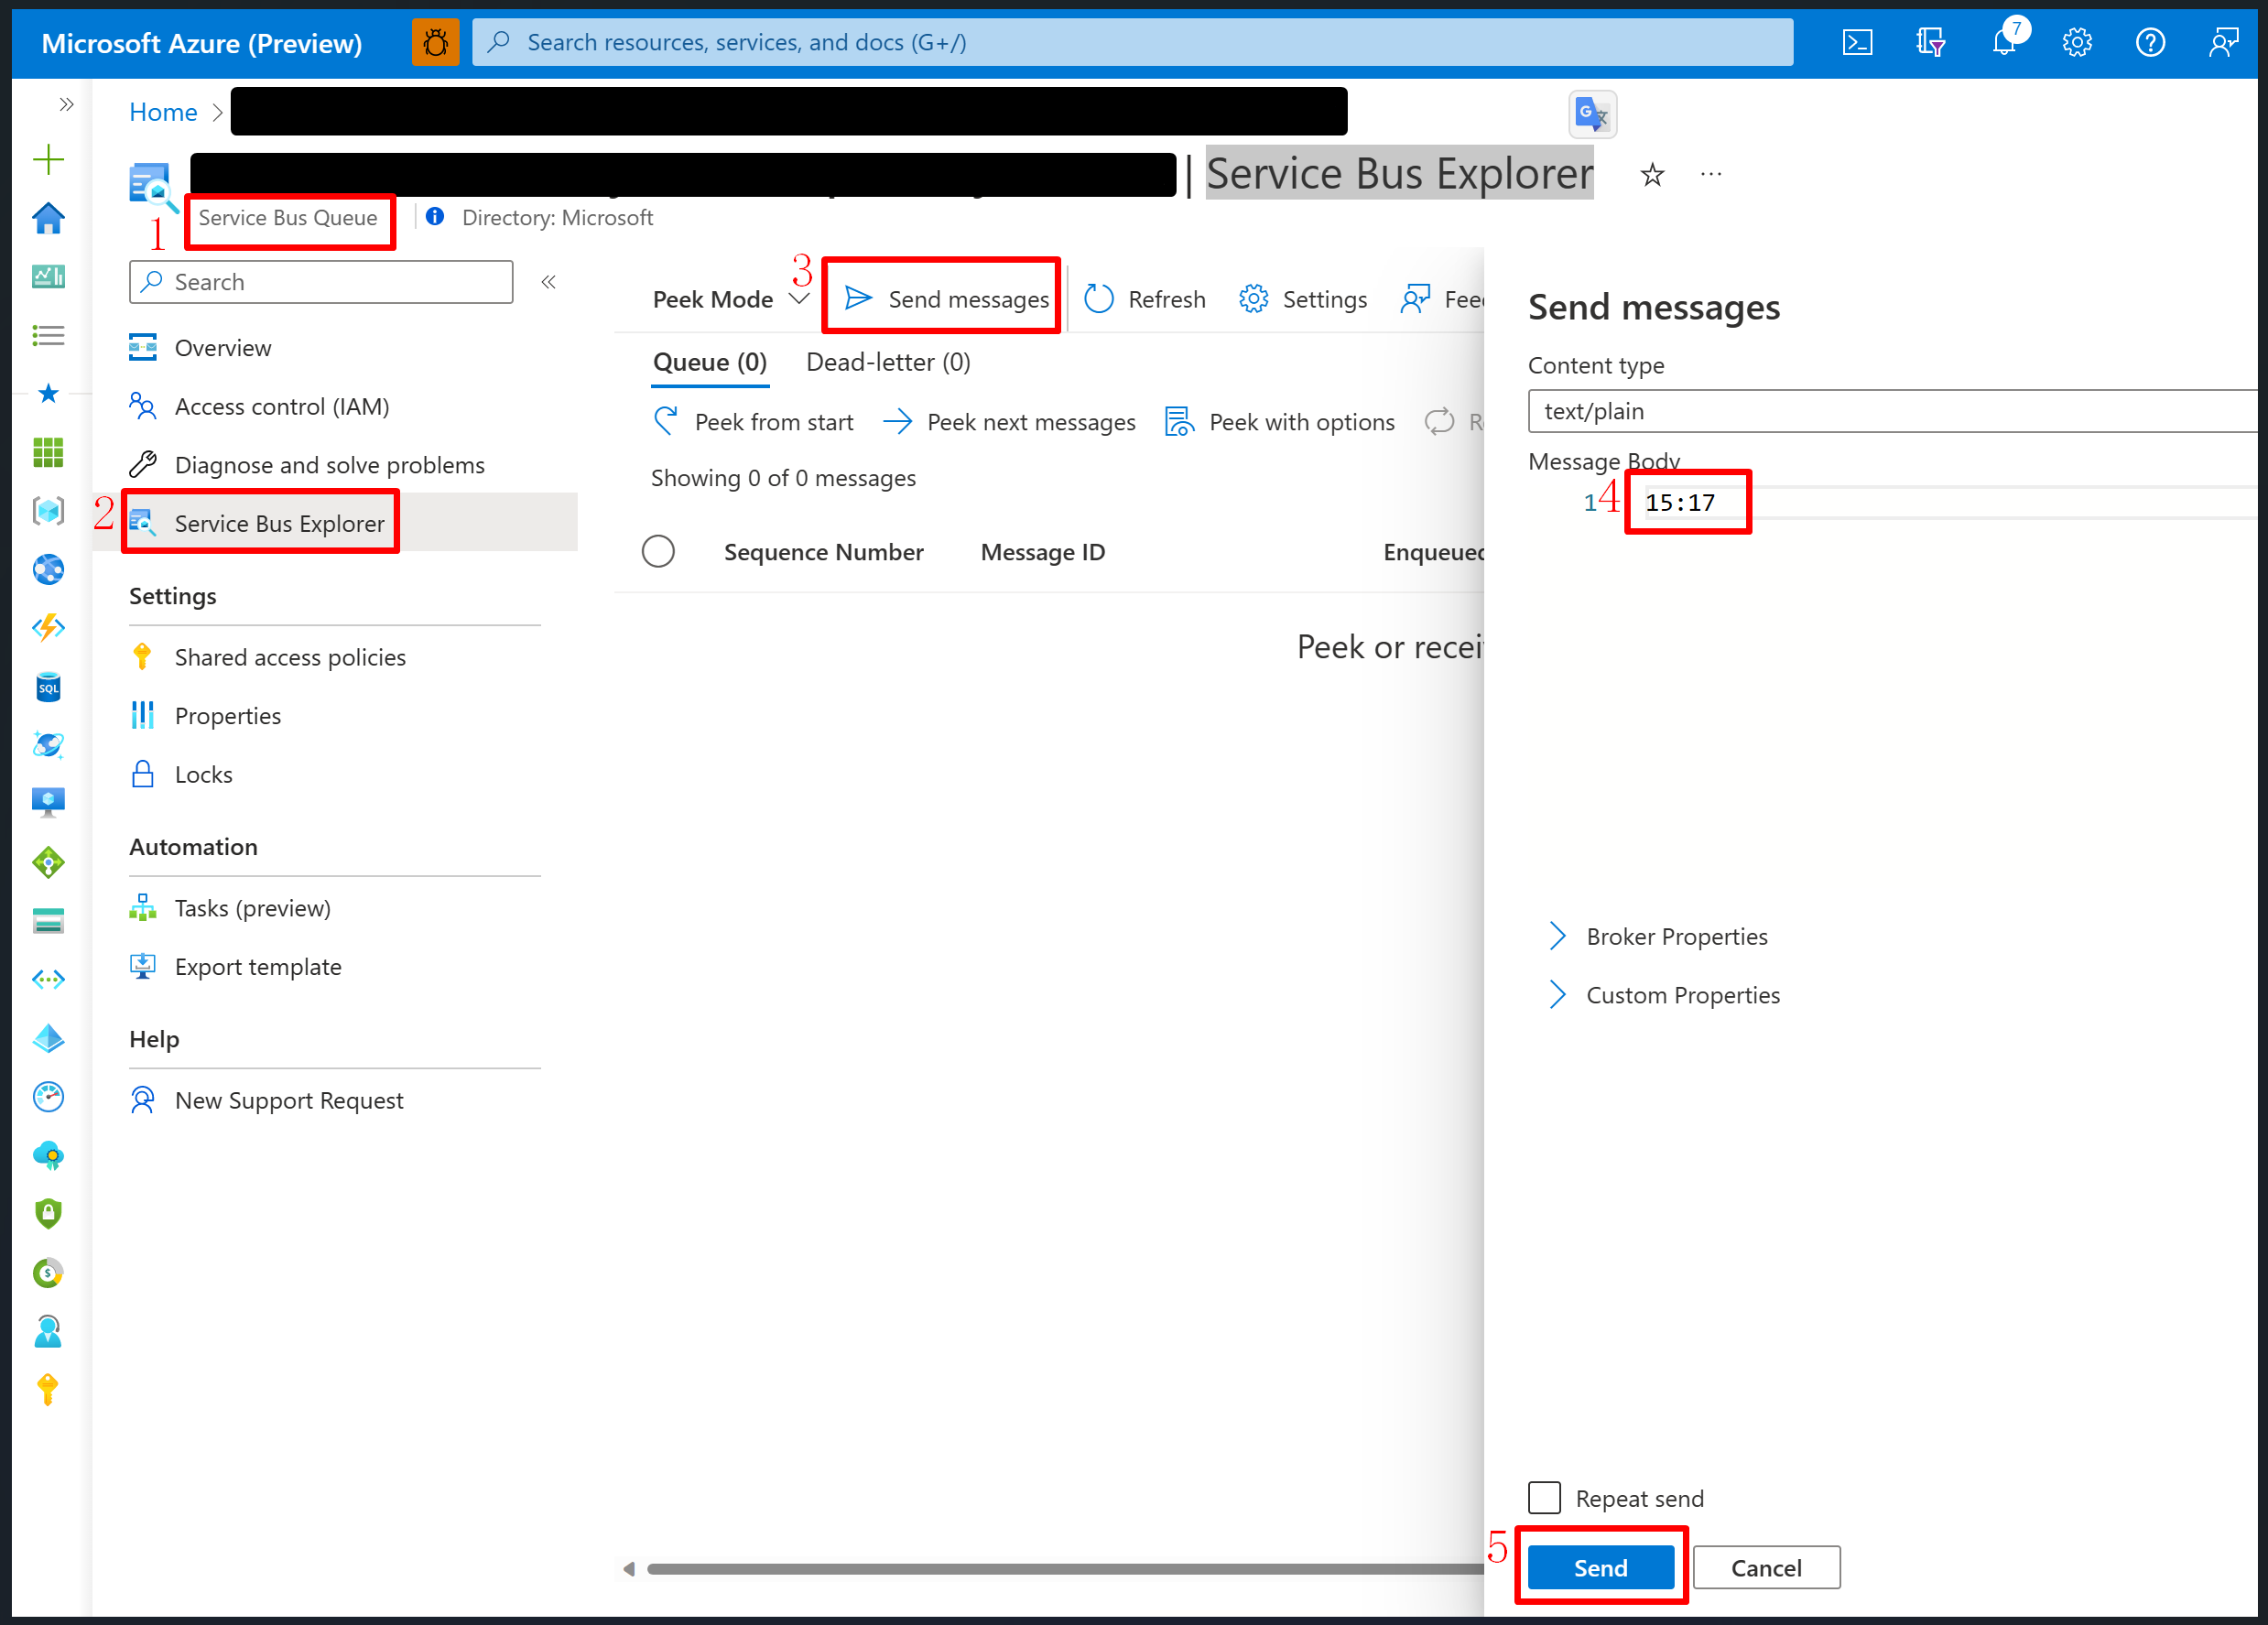 Microsoft Azure (Preview)
Search resources, services, and docs (G+/)
7
Home
| Service Bus Explorer
1
Service Bus Queue
Directory: Microsoft
Search
Overview
Access control (IAM)
Diagnose and solve problems
2
Service Bus Explorer
Settings
Shared access policies
Properties
Locks
Automation
Tasks (preview)
Export template
Help
New Support Request
SQL
Peek Mode
3
Send messages
Refresh
Settings
Queue (0)
Dead-letter (0)
Peek from start
Peek next messages
Peek with options
Showing 0 of 0 messages
Sequence Number
Message ID
Enqueued
Peek or
Send messages
Content type
text/plain
Message Body
1
4
15:17
Broker Properties
Custom Properties
Repeat send
5
Send
Cancel